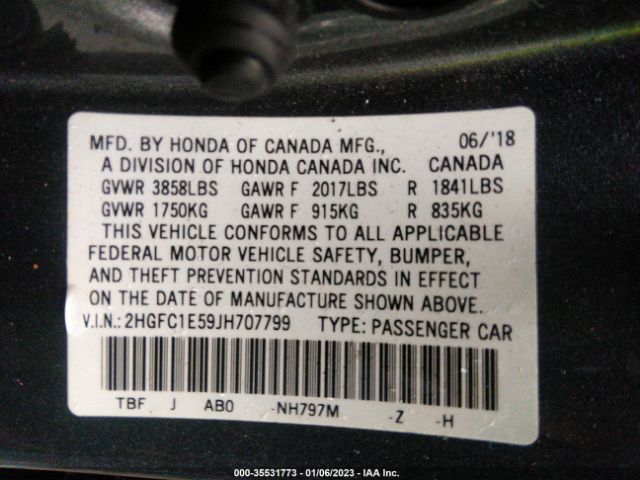 MFD. BY HONDA OF CANADA MFG., 06/'18
A DIVISION OF HONDA CANADA INC. CANADA
GVWR 3858LBS GAWR F 2017LBS R 1841LBS
GVWR 1750KG GAWR F 915KG R 835KG
THIS VEHICLE CONFORMS TO ALL APPLICABLE
FEDERAL MOTOR VEHICLE SAFETY, BUMPER,
AND THEFT PREVENTION STANDARDS IN EFFECT
ON THE DATE OF MANUFACTURE SHOWN ABOVE.
V.I.N.: 2HGFC1E59JH707799 TYPE: PASSENGER CAR
TBF J AB0 -NH797M -Z -H
000-35531773 - 01/06/2023 - IAA Inc.